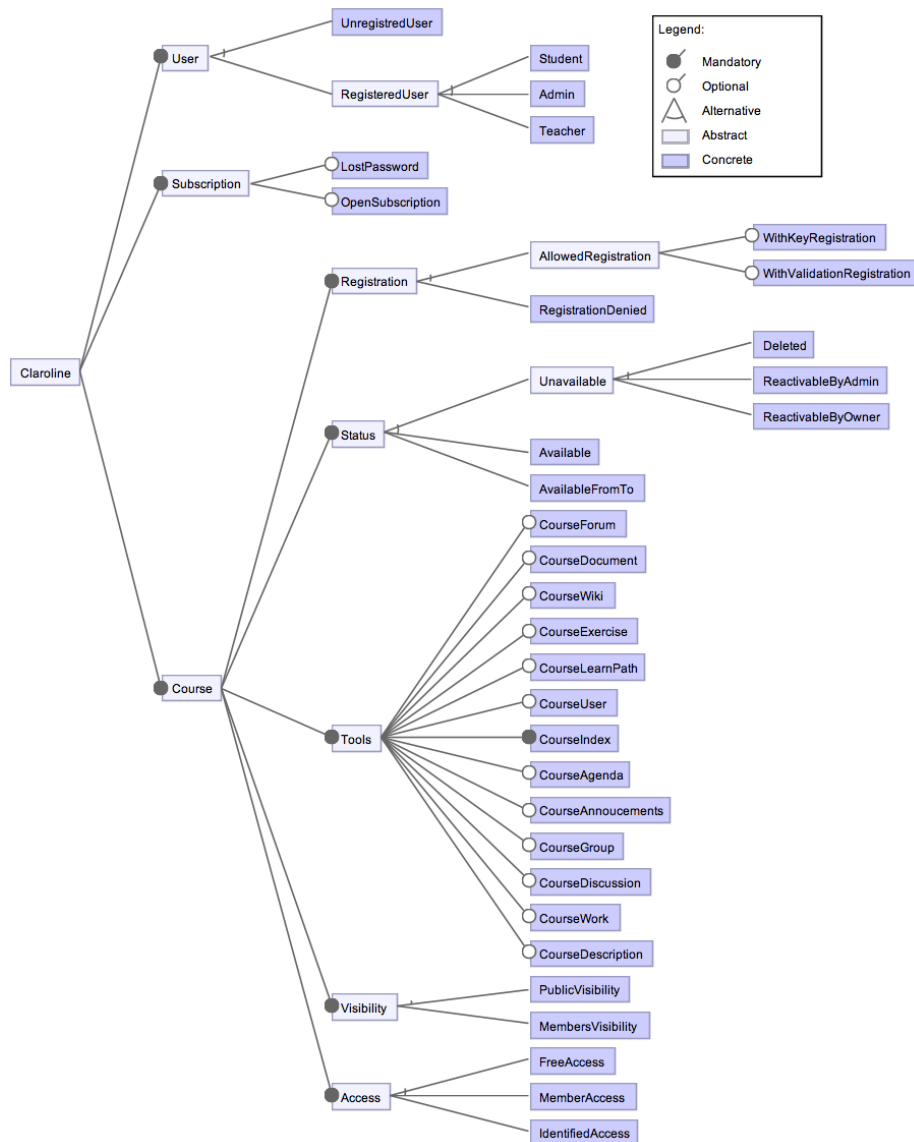 UnregistredUser
User
RegisteredUser
Student
Admin
Teacher
Legend:
Mandatory
Optional
Alternative
Abstract
Concrete
Subscription
LostPassword
OpenSubscription
Registration
AllowedRegistration
WithKeyRegistration
WithValidationRegistration
RegistrationDenied
Claroline
Status
Unavailable
Deleted
ReactivableByAdmin
ReactivableByOwner
Available
AvailableFromTo
Course
Tools
CourseForum
CourseDocument
CourseWiki
CourseExercise
CourseLearnPath
CourseUser
CourseIndex
CourseAgenda
CourseAnnoucements
CourseGroup
CourseDiscussion
CourseWork
CourseDescription
Visibility
PublicVisibility
MembersVisibility
Access
FreeAccess
MemberAccess
IdentifiedAccess